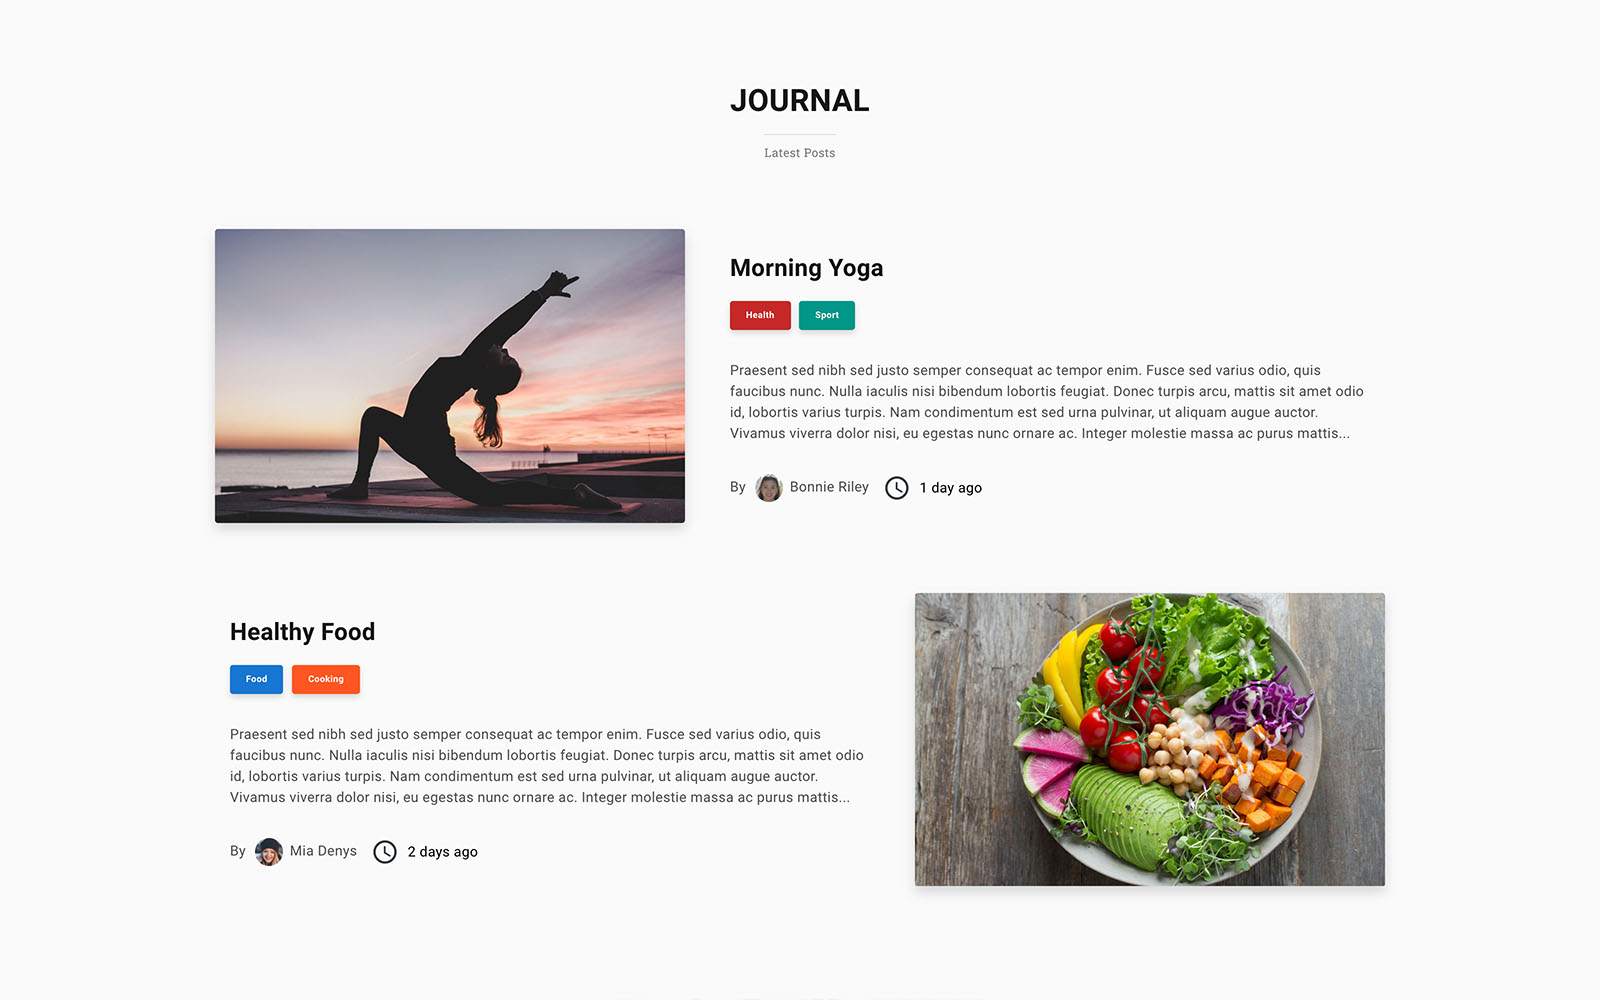 JOURNAL
Latest Posts
Morning Yoga
Health Sport
Praesent sed nibh sed justo semper consequat ac tempor enim. Fusce sed varius odio, quis
faucibus nunc. Nulla iaculis nisi bibendum lobortis feugiat. Donec turpis arcu, mattis sit amet odio
id, lobortis varius turpis. Nam condimentum est sed urna pulvinar, ut aliquam augue auctor.
Vivamus viverra dolor nisi, eu egestas nunc ornare ac. Integer molestie massa ac purus mattis...
By Bonnie Riley 1 day ago
Healthy Food
Food Cooking
Praesent sed nibh sed justo semper consequat ac tempor enim. Fusce sed varius odio, quis
faucibus nunc. Nulla iaculis nisi bibendum lobortis feugiat. Donec turpis arcu, mattis sit amet odio
id, lobortis varius turpis. Nam condimentum est sed urna pulvinar, ut aliquam augue auctor.
Vivamus viverra dolor nisi, eu egestas nunc ornare ac. Integer molestie massa ac purus mattis...
By Mia Denys 2 days ago